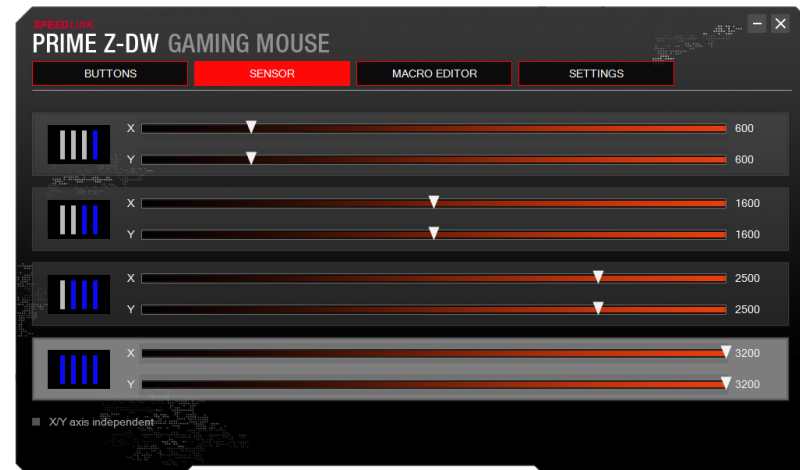 SPEEDLINK
PRIME Z-DW GAMING MOUSE
BUTTONS SENSOR MACRO EDITOR SETTINGS
X 600
Y 600
X 1600
Y 1600
X 2500
Y 2500
X 3200
Y 3200
X/Y axis independent